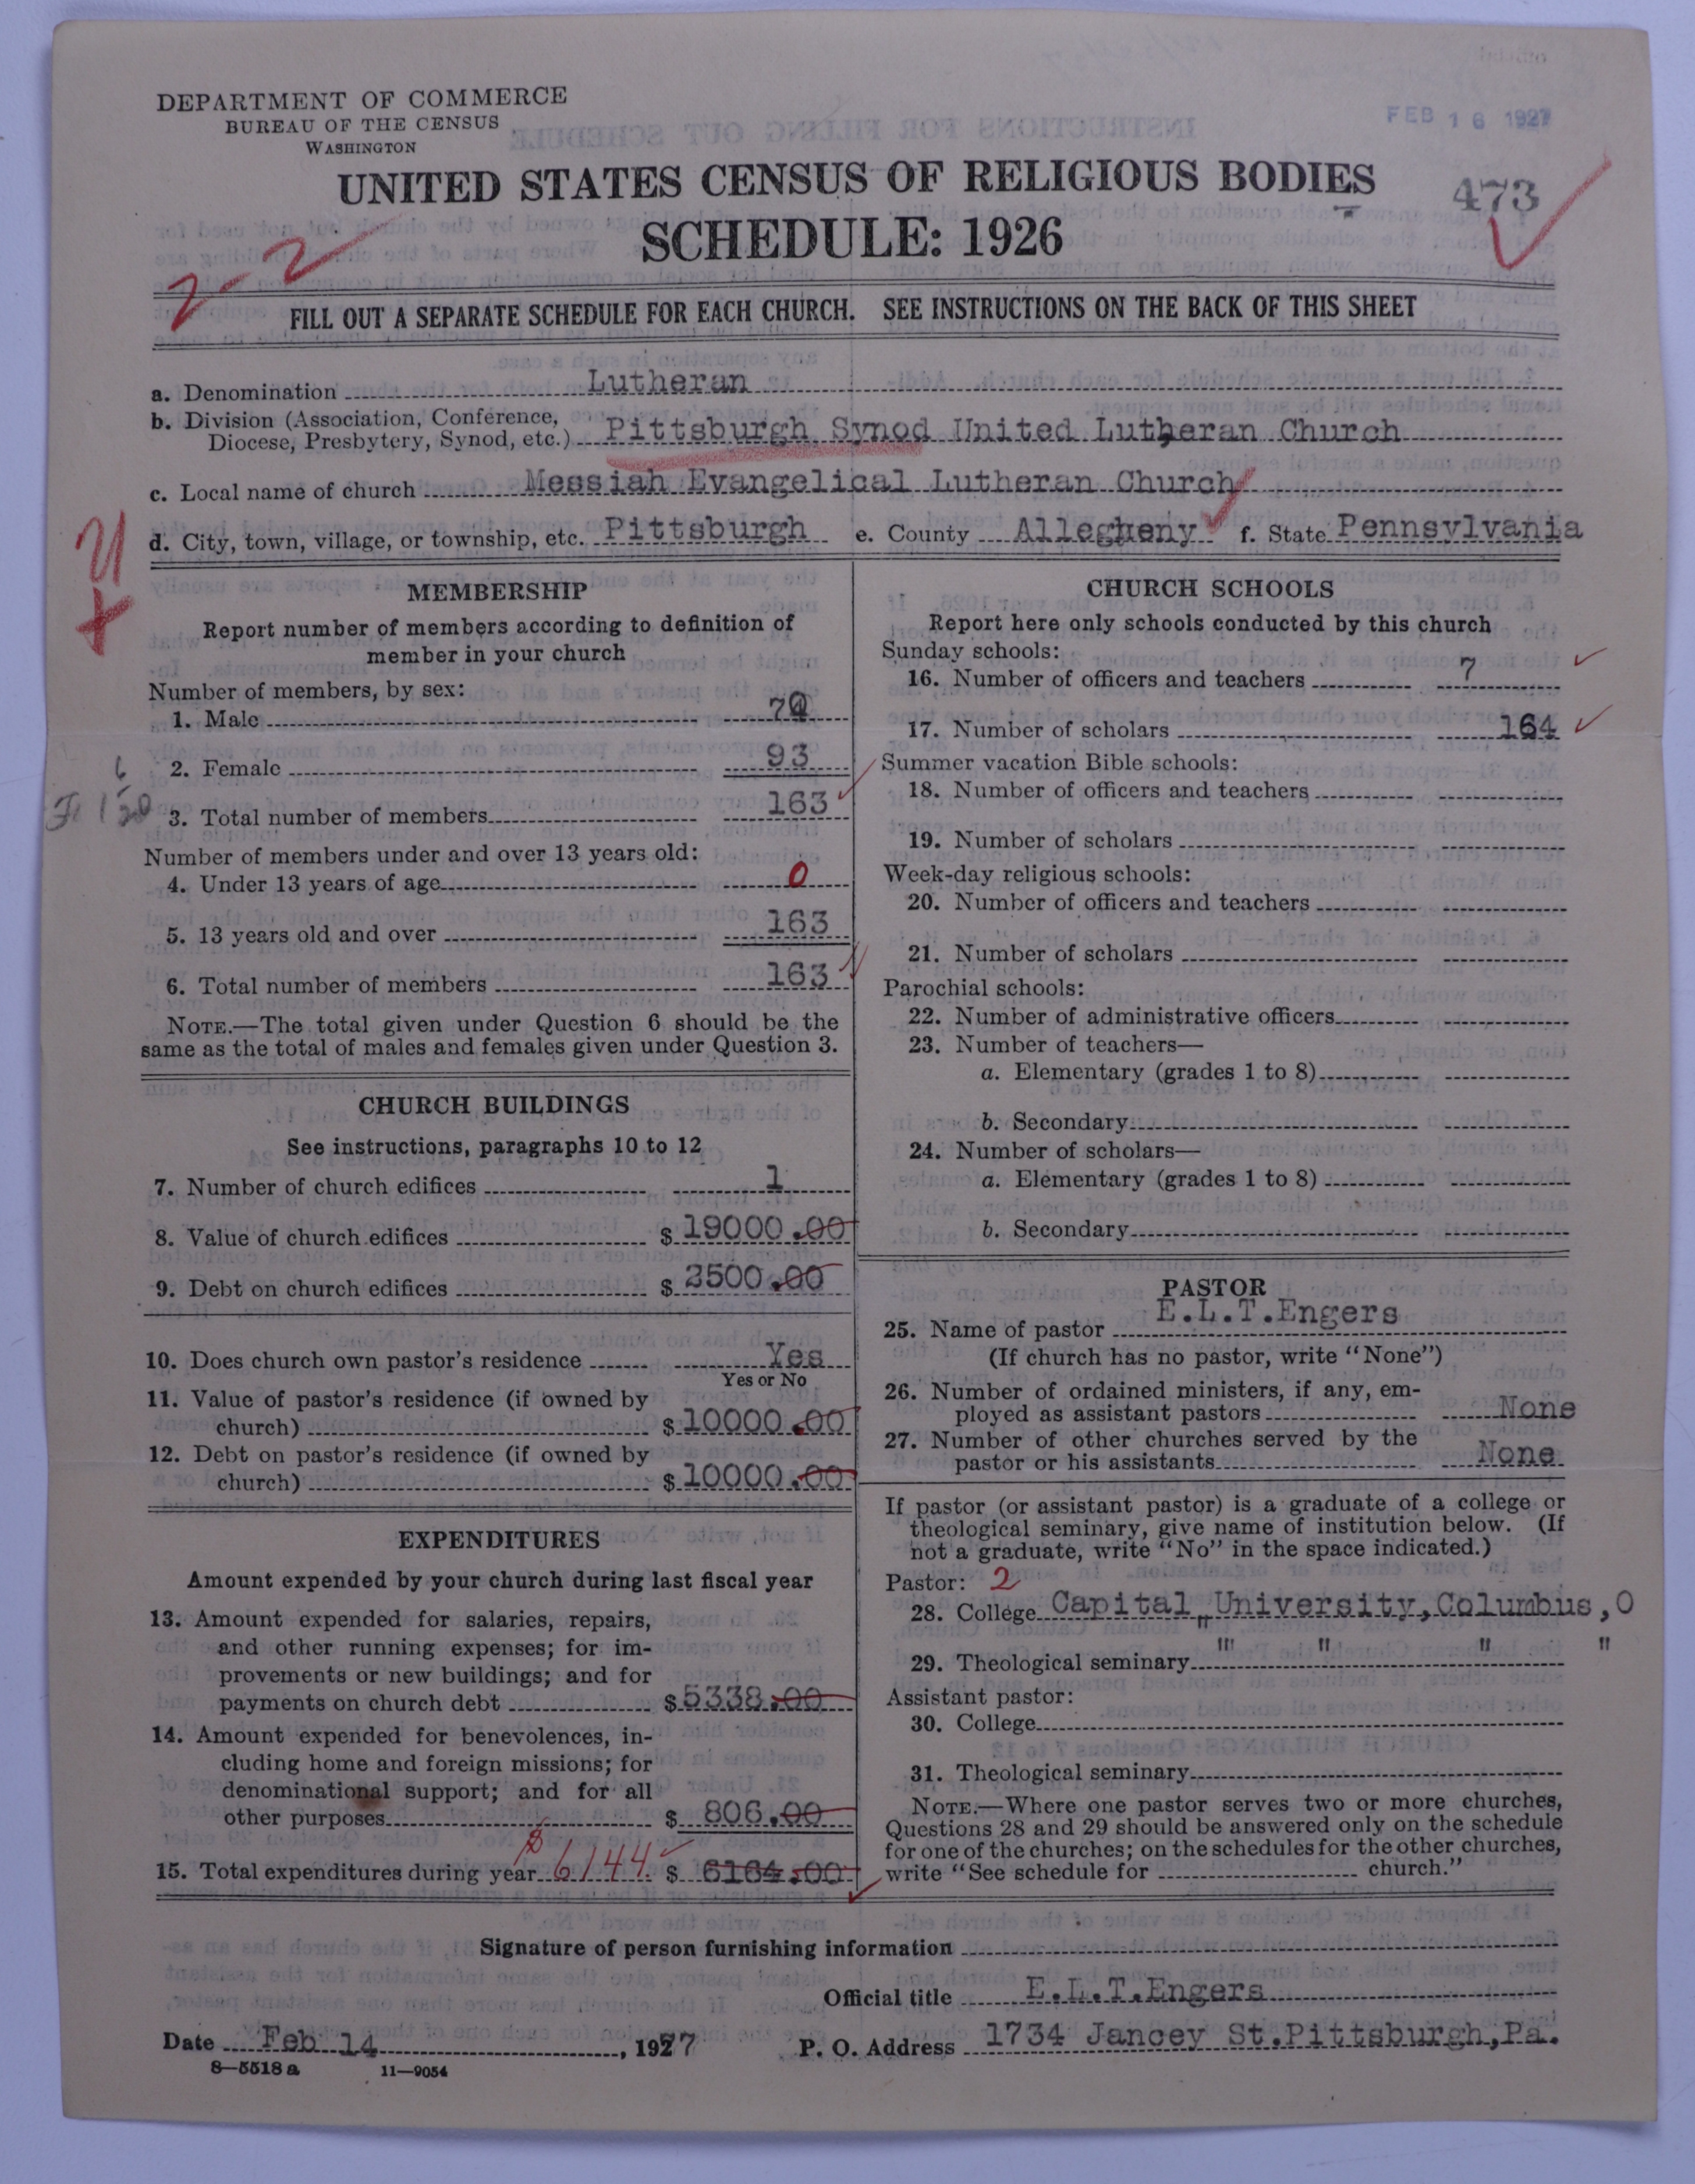 DEPARTMENT OF COMMERCE
BUREAU OF THE CENSUS
WASHINGTON
FEB 16 1927
UNITED STATES CENSUS OF RELIGIOUS BODIES
473
SCHEDULE: 1926
2-2
FILL OUT A SEPARATE SCHEDULE FOR EACH CHURCH. SEE INSTRUCTIONS ON THE BACK OF THIS SHEET
a. Denomination Lutheran
b. Division (Association, Conference,
Diocese, Presbytery, Synod, etc.) Pittsburgh Synod United Lutheran Church
c. Local name of church Messiah Evangelical Lutheran Church
d. City, town, village, or township, etc. Pittsburgh e. County Allegheny f. State Pennsylvania
MEMBERSHIP
Report number of members according to definition of
member in your church
Number of members, by sex:
1. Male 70
2. Female 93
3. Total number of members 163
Number of members under and over 13 years old:
4. Under 13 years of age 0
5. 13 years old and over 163
6. Total number of members 163
NOTE.—The total given under Question 6 should be the
same as the total of males and females given under Question 3.
CHURCH BUILDINGS
See instructions, paragraphs 10 to 12
7. Number of church edifices 1
8. Value of church edifices $ 19000.00
9. Debt on church edifices $ 3500.00
10. Does church own pastor's residence Yes
Yes or No
11. Value of pastor's residence (if owned by
church) $ 10000.00
12. Debt on pastor's residence (if owned by
church) $ 10000.00
EXPENDITURES
Amount expended by your church during last fiscal year
13. Amount expended for salaries, repairs,
and other running expenses; for im-
provements or new buildings; and for
payments on church debt $ 5338.00
14. Amount expended for benevolences, in-
cluding home and foreign missions; for
denominational support; and for all
other purposes $ 806.00
15. Total expenditures during year $ 6144 $ 6164.00
CHURCH SCHOOLS
Report here only schools conducted by this church
Sunday schools:
16. Number of officers and teachers 7
17. Number of scholars 164
Summer vacation Bible schools:
18. Number of officers and teachers
19. Number of scholars
Week-day religious schools:
20. Number of officers and teachers
21. Number of scholars
Parochial schools:
22. Number of administrative officers
23. Number of teachers—
a. Elementary (grades 1 to 8)
b. Secondary
24. Number of scholars—
a. Elementary (grades 1 to 8)
b. Secondary
PASTOR
25. Name of pastor E.L.T.Engers
(If church has no pastor, write "None")
26. Number of ordained ministers, if any, em-
ployed as assistant pastors None
27. Number of other churches served by the
pastor or his assistants None
If pastor (or assistant pastor) is a graduate of a college or
theological seminary, give name of institution below. (If
not a graduate, write "No" in the space indicated.)
Pastor: 2
28. College Capital University, Columbus, O
29. Theological seminary " " " " "
Assistant pastor:
30. College
31. Theological seminary
NOTE.—Where one pastor serves two or more churches,
Questions 28 and 29 should be answered only on the schedule
for one of the churches; on the schedules for the other churches,
write "See schedule for church."
Signature of person furnishing information
Official title E.L.T.Engers
Date Feb 14, 1927 P. O. Address 1734 Jancey St. Pittsburgh, Pa.
8—5518 a 11—9054